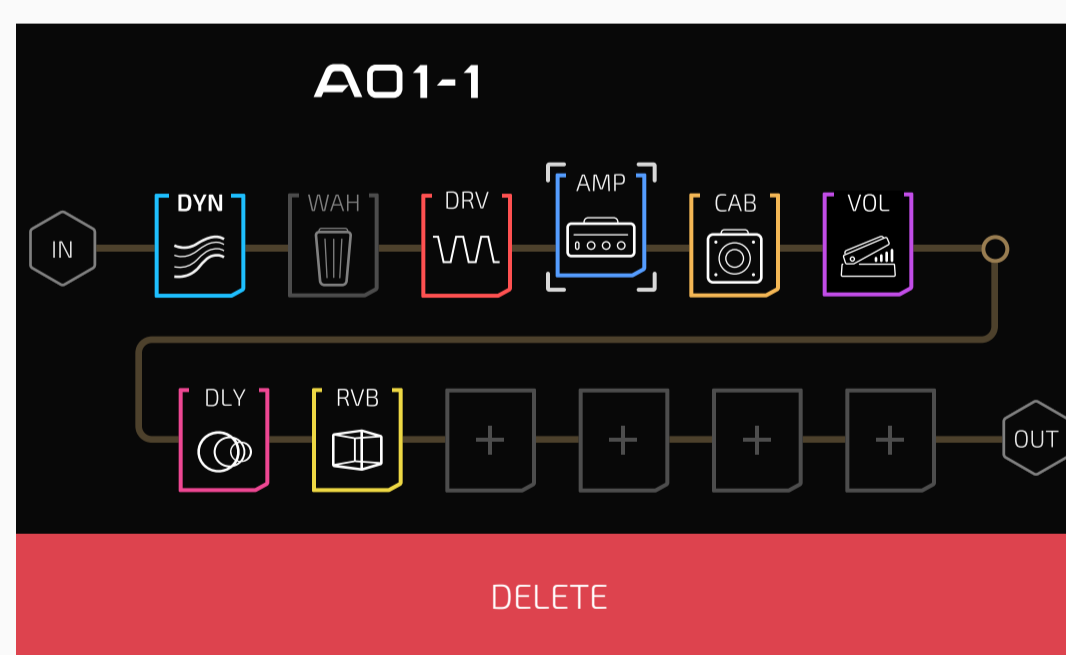 A01-1
IN
DYN
WAH
DRV
AMP
CAB
VOL
DLY
RVB
+
+
+
+
OUT
DELETE